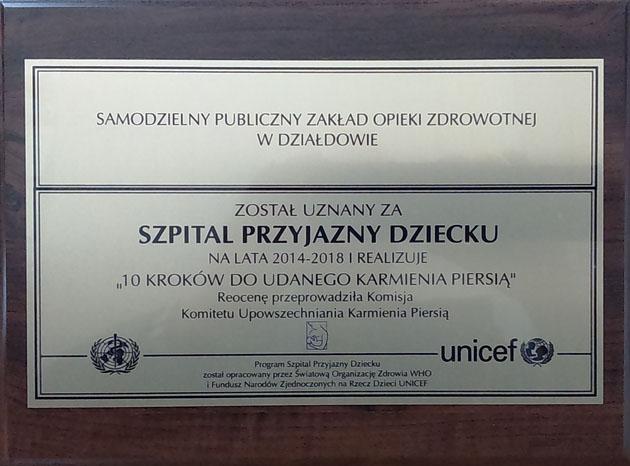 SAMODZIELNY PUBLICZNY ZAKŁAD OPIEKI ZDROWOTNEJ
W DZIAŁDOWIE
ZOSTAŁ UZNANY ZA
SZPITAL PRZYJAZNY DZIECKU
NA LATA 2014-2018 I REALIZUJE
„10 KROKÓW DO UDANEGO KARMIENIA PIERSIĄ"
Reocenę przeprowadziła Komisja
Komitetu Upowszechniania Karmienia Piersią
unicef
Program Szpital Przyjazny Dziecku
został opracowany przez Światową Organizację Zdrowia WHO
i Fundusz Narodów Zjednoczonych na Rzecz Dzieci UNICEF